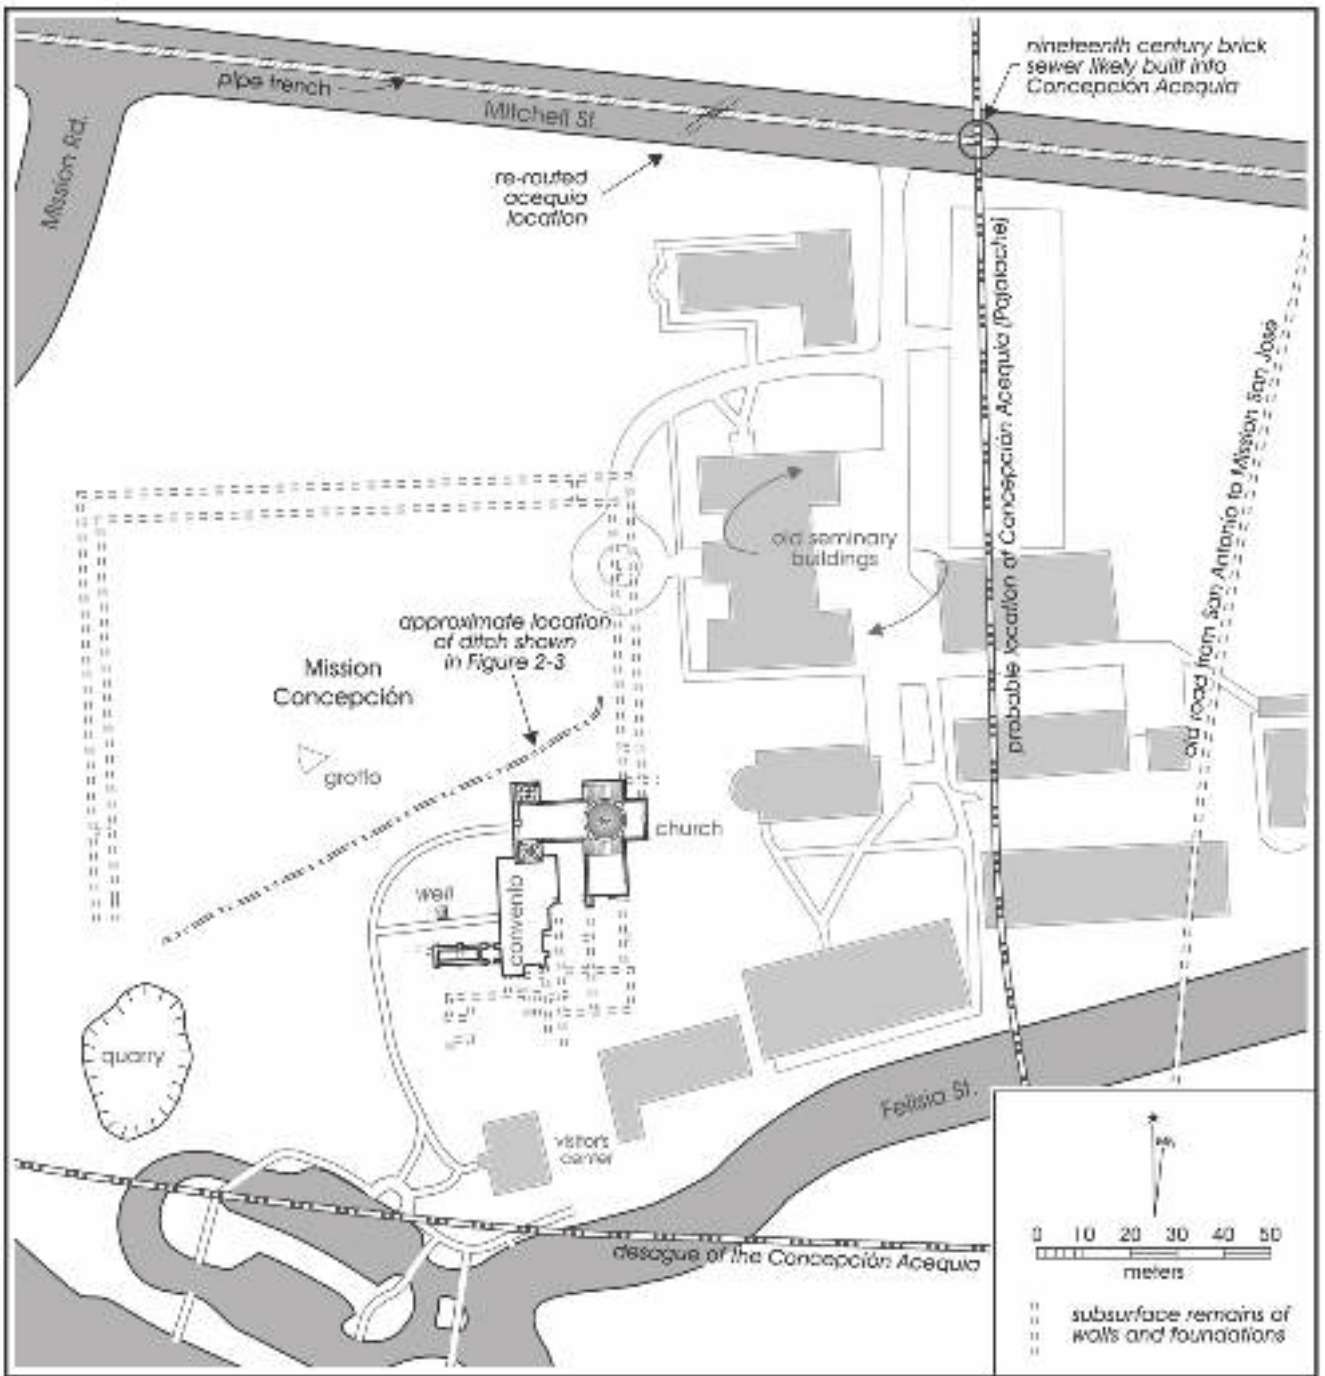 nineteenth century brick
sewer likely built into
Concepción Acequia
pipe trench
Mitchell St.
Mission Rd.
re-routed
acequia
location
probable location of Concepción Acequia (Pajalache)
old road from San Antonio to Mission San Jose
old seminary
buildings
approximate location
of ditch shown
in Figure 2-3
Mission
Concepción
grotto
church
well
convento
quarry
Felisia St.
visitor's
center
desague of the Concepción Acequia
0 10 20 30 40 50
meters
subsurface remains of
walls and foundations